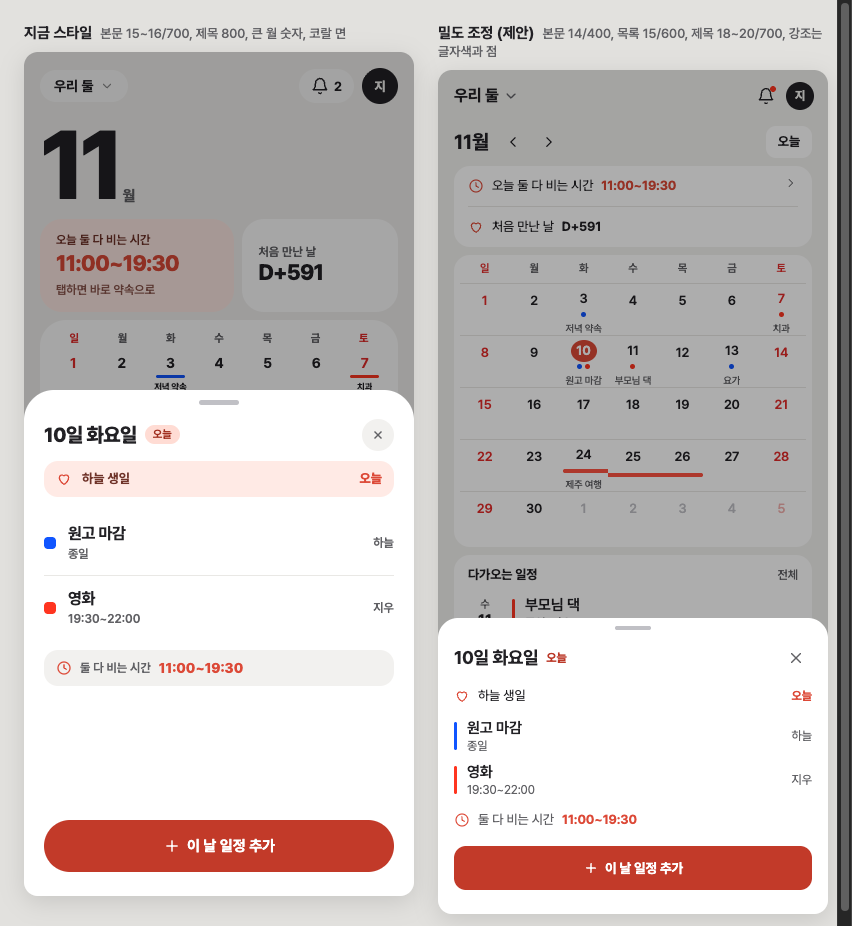 지금 스타일 본문 15~16/700, 제목 800, 큰 월 숫자, 코랄 면
우리 둘
2
지
11월
오늘 둘 다 비는 시간
11:00~19:30
탭하면 바로 약속으로
처음 만난 날
D+591
일 월 화 수 목 금 토
1 2 3 4 5 6 7
저녁 약속 치과
10일 화요일 오늘
하늘 생일 오늘
원고 마감
종일
하늘
영화
19:30~22:00
지우
둘 다 비는 시간 11:00~19:30
+ 이 날 일정 추가
밀도 조정 (제안) 본문 14/400, 목록 15/600, 제목 18~20/700, 강조는
글자색과 점
우리 둘
지
11월
오늘
오늘 둘 다 비는 시간 11:00~19:30
처음 만난 날 D+591
일 월 화 수 목 금 토
1 2 3 4 5 6 7
저녁 약속 치과
8 9 10 11 12 13 14
원고 마감 부모님 댁 요가
15 16 17 18 19 20 21
22 23 24 25 26 27 28
제주 여행
29 30 1 2 3 4 5
다가오는 일정 전체
수
부모님 댁
10일 화요일 오늘
하늘 생일 오늘
원고 마감
종일
하늘
영화
19:30~22:00
지우
둘 다 비는 시간 11:00~19:30
+ 이 날 일정 추가